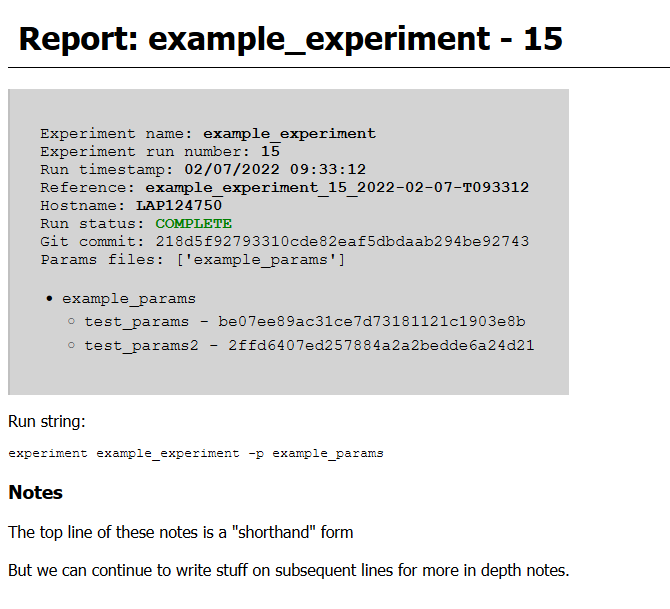 Report: example_experiment - 15
Experiment name: example_experiment
Experiment run number: 15
Run timestamp: 02/07/2022 09:33:12
Reference: example_experiment_15_2022-02-07-T093312
Hostname: LAP124750
Run status: COMPLETE
Git commit: 218d5f92793310cde82eaf5dbdaab294be92743
Params files: ['example_params']
• example_params
○ test_params - be07ee89ac31ce7d73181121c1903e8b
○ test_params2 - 2ffd6407ed257884a2a2bedde6a24d21
Run string:
experiment example_experiment -p example_params
Notes
The top line of these notes is a "shorthand" form
But we can continue to write stuff on subsequent lines for more in depth notes.